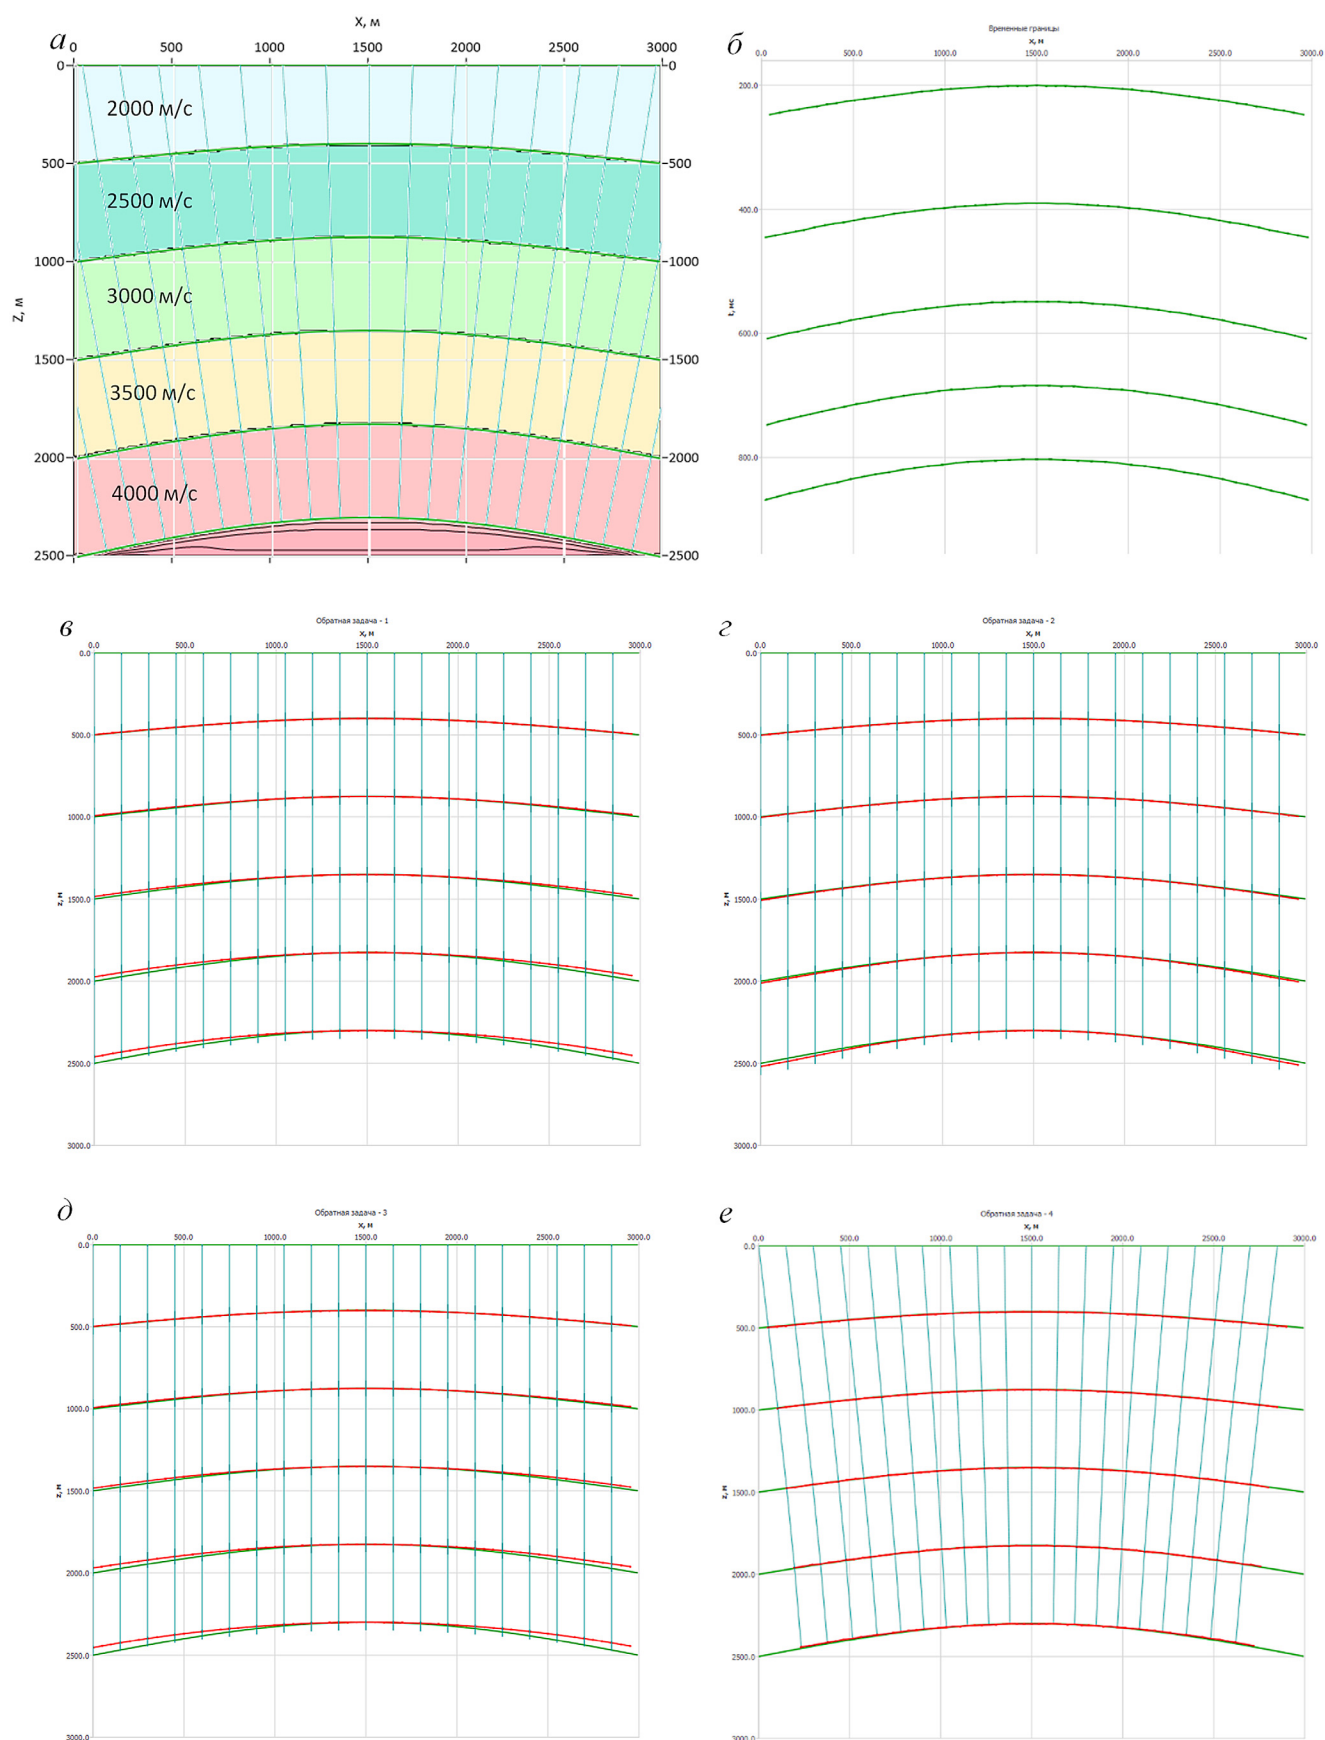 а
X, м
0 500 1000 1500 2000 2500 3000
0 0
2000 м/с
500 500
2500 м/с
1000 1000
3000 м/с
Z, м
1500 1500
3500 м/с
2000 2000
4000 м/с
2500 2500
б
Временные границы
х, м
0.0 500.0 1000.0 1500.0 2000.0 2500.0 3000.0
200.0
400.0
t, мс
600.0
800.0
в
Обратная задача - 1
х, м
0.0 500.0 1000.0 1500.0 2000.0 2500.0 3000.0
0.0
500.0
1000.0
z, м
1500.0
2000.0
2500.0
3000.0
г
Обратная задача - 2
х, м
0.0 500.0 1000.0 1500.0 2000.0 2500.0 3000.0
0.0
500.0
1000.0
z, м
1500.0
2000.0
2500.0
3000.0
д
Обратная задача - 3
х, м
0.0 500.0 1000.0 1500.0 2000.0 2500.0 3000.0
0.0
500.0
1000.0
z, м
1500.0
2000.0
2500.0
3000.0
е
Обратная задача - 4
х, м
0.0 500.0 1000.0 1500.0 2000.0 2500.0 3000.0
0.0
500.0
1000.0
z, м
1500.0
2000.0
2500.0
3000.0